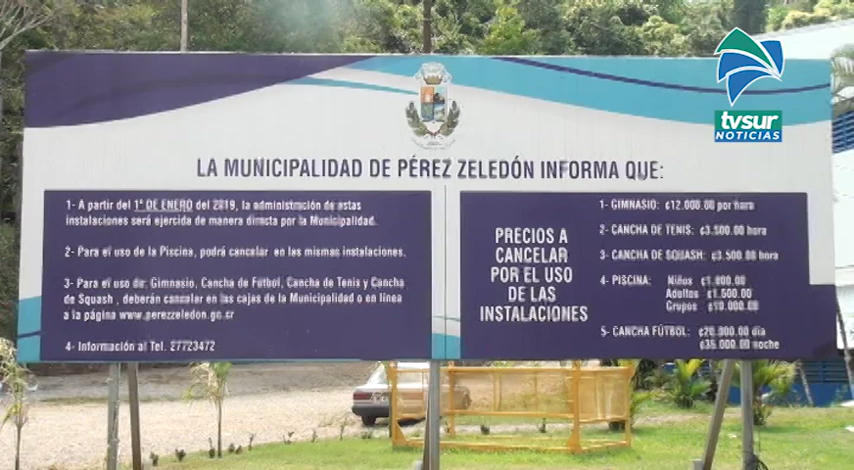 tvsur
NOTICIAS
LA MUNICIPALIDAD DE PÉREZ ZELEDÓN INFORMA QUE:
1- A partir del 1ª DE ENERO del 2019, la administración de estas
instalaciones será ejercida de manera directa por la Municipalidad.
2- Para el uso de la Piscina, podrá cancelar en las mismas instalaciones.
3- Para el uso de: Gimnasio, Cancha de Fútbol, Cancha de Tenis y Cancha
de Squash , deberán cancelar en las cajas de la Municipalidad o en línea
a la página www.perezzeledon.go.cr
4- Información al Tel. 27723472
PRECIOS A
CANCELAR
POR EL USO
DE LAS
INSTALACIONES
1- GIMNASIO: ¢12.000.00 por hora
2- CANCHA DE TENIS: ¢3.500.00 hora
3- CANCHA DE SQUASH: ¢3.500.00 hora
4- PISCINA: Niños ¢1.000.00
Adultos ¢1.500.00
Grupos ¢10.000.00
5- CANCHA FÚTBOL: ¢20.000.00 día
¢35.000.00 noche